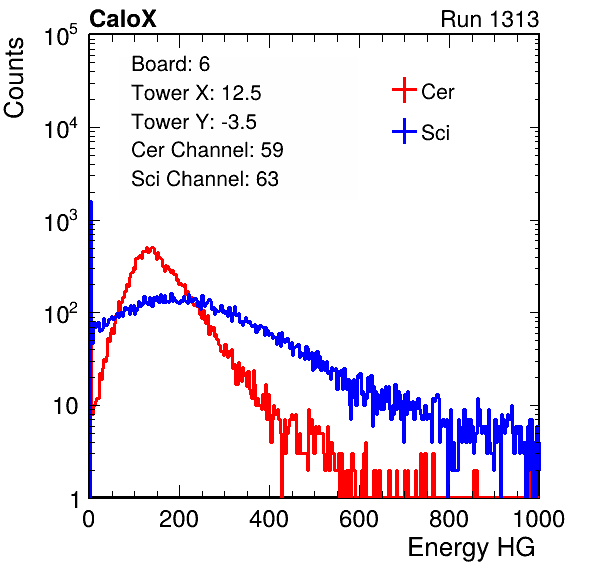 CaloX Run 1313
Counts
10^5
10^4
10^3
10^2
10
1
Board: 6
Tower X: 12.5
Tower Y: -3.5
Cer Channel: 59
Sci Channel: 63
Cer
Sci
0 200 400 600 800 1000
Energy HG